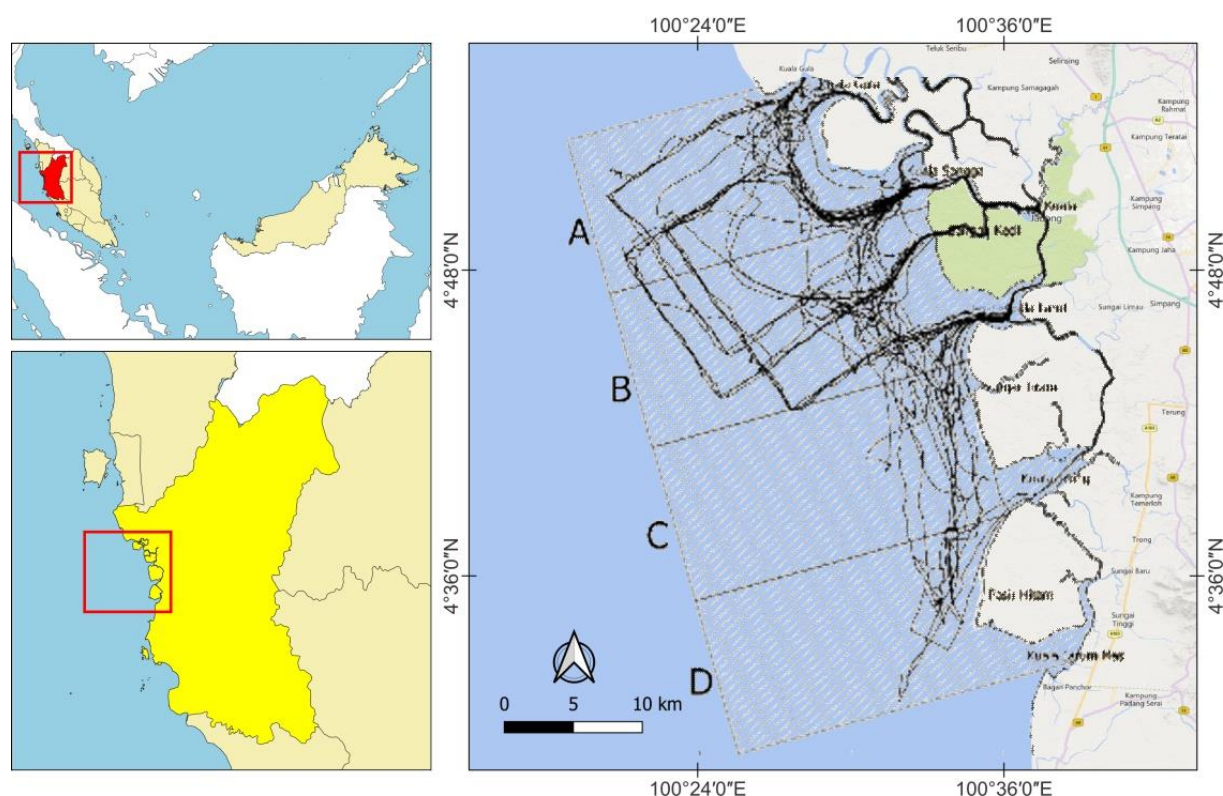 100°24′0″E
100°36′0″E
Teluk Seribu
Kuala Gula
Selinsing
Kampung Samagagah
Kampung Rahmat
Kampung Teratai
A
4°48′0″N
Kampung Simpang
Kampung Jaha
Sungai Limau
Simpang
B
Terung
Kampung Temerloh
C
Trong
4°36′0″N
4°48′0″N
4°36′0″N
Pasir Hitam
Sungai Baru
Sungai Tinggi
D
0 5 10 km
Bagan Panchor
Kampung Padang Serai
100°24′0″E
100°36′0″E